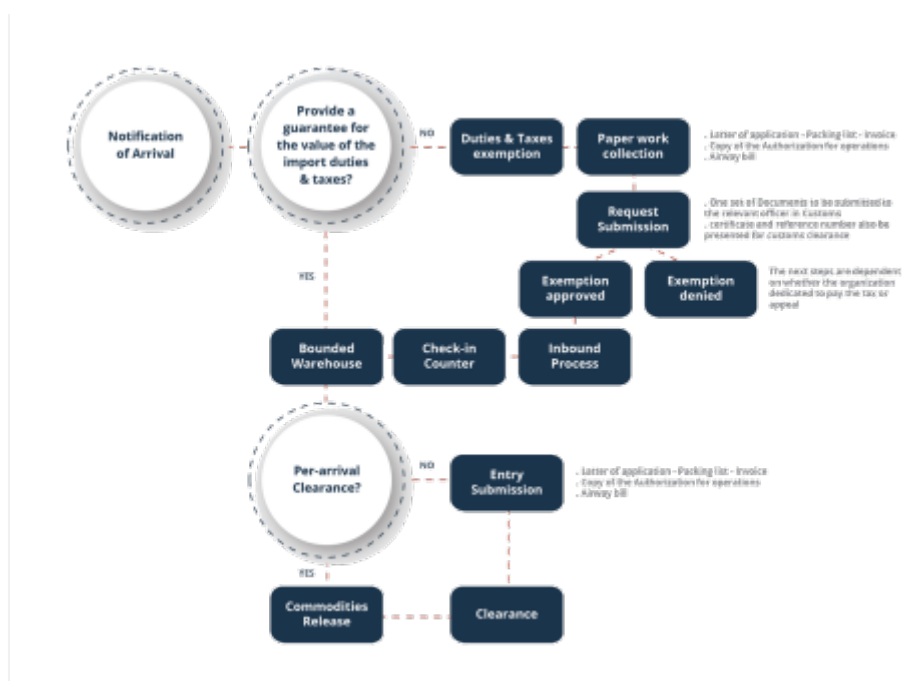 Notification
of Arrival
Provide a
guarantee for
the value of the
import duties
& taxes?
NO
Duties & Taxes
exemption
Paper work
collection
. Letter of application - Packing list - Invoice
. Copy of the Authorization for operations
. Airway bill
Request
Submission
. One set of Documents to be submitted to
the relevant officer in Customs
. certificate and reference number also be
presented for customs clearance
YES
Exemption
approved
Exemption
denied
The next steps are dependent
on whether the organization
dedicated to pay the tax or
appeal
Bounded
Warehouse
Check-in
Counter
Inbound
Process
Per-arrival
Clearance?
NO
Entry
Submission
. Letter of application - Packing list - Invoice
. Copy of the Authorization for operations
. Airway bill
YES
Commodities
Release
Clearance